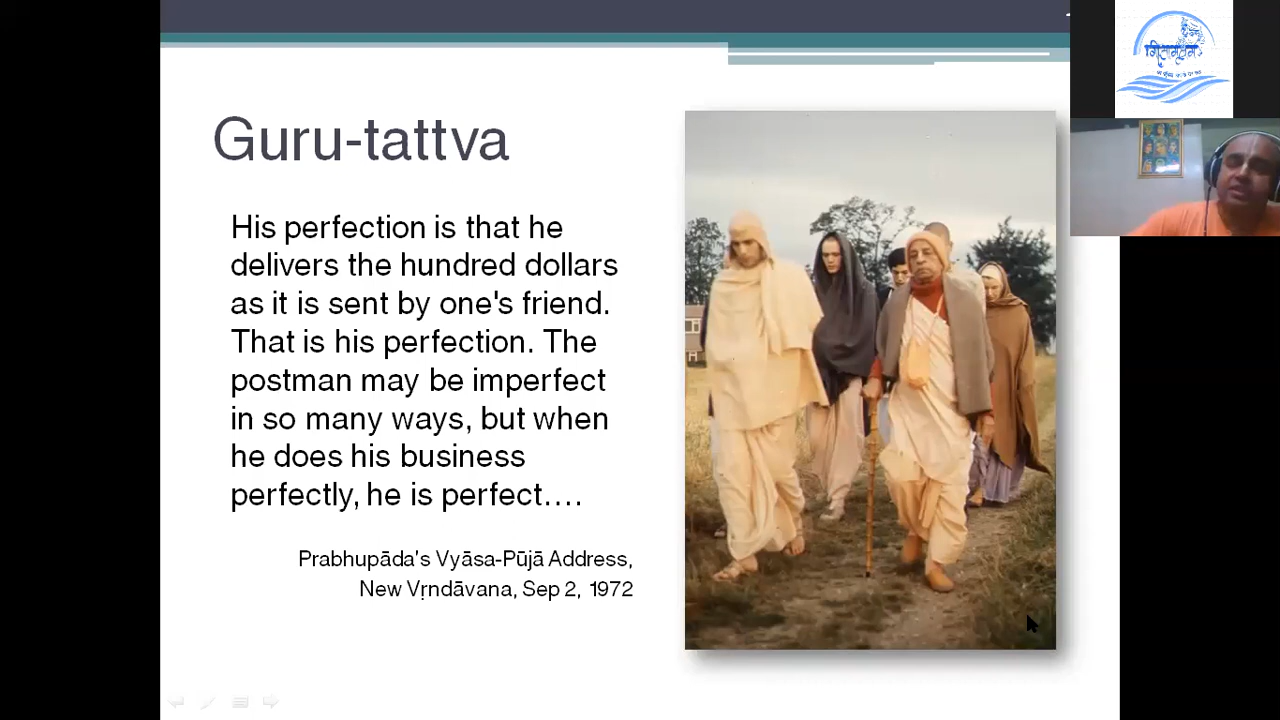 Guru-tattva
His perfection is that he
delivers the hundred dollars
as it is sent by one's friend.
That is his perfection. The
postman may be imperfect
in so many ways, but when
he does his business
perfectly, he is perfect….
Prabhupāda's Vyāsa-Pūjā Address,
New Vṛndāvana, Sep 2, 1972